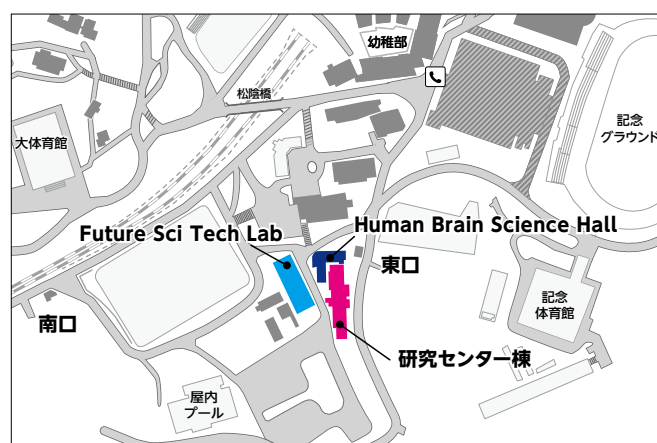 幼稚部
松陰橋
大体育館
記念
グラウンド
Future Sci Tech Lab
Human Brain Science Hall
東口
南口
記念
体育館
研究センター棟
屋内
プール